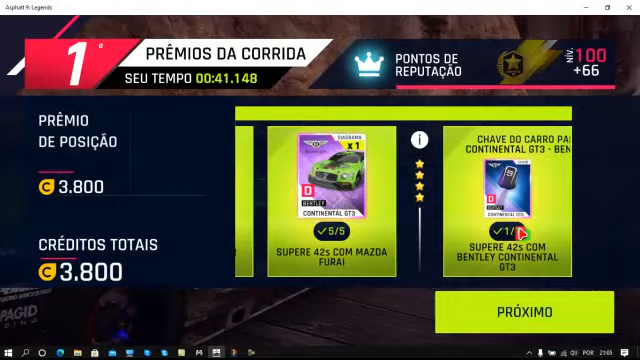 Asphalt 9: Legends
1°
PRÊMIOS DA CORRIDA
SEU TEMPO 00:41.148
PONTOS DE
REPUTAÇÃO
NÍV. 100
+66
PRÊMIO
DE POSIÇÃO
3.800
CRÉDITOS TOTAIS
3.800
DIAGRAMA
x 1
D
BENTLEY
CONTINENTAL GT3
5/5
SUPERE 42s COM MAZDA
FURAI
i
CHAVE DO CARRO PA
CONTINENTAL GT3 - BEN
D
BENTLEY
CONTINENTAL GT3
1/
SUPERE 42s COM
BENTLEY CONTINENTAL
GT3
PRÓXIMO
PAGID
POR
21:05